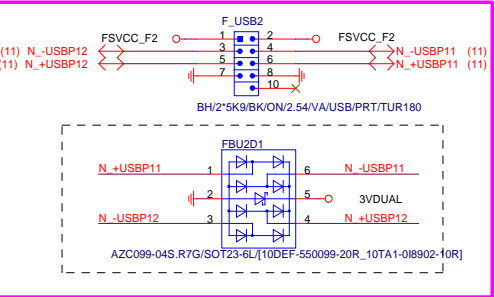 F_USB2
FSVCC_F2 1 2 FSVCC_F2
(11) N_-USBP12 3 4 N_-USBP11 (11)
(11) N_+USBP12 5 6 N_+USBP11 (11)
7 8
10
BH/2*5K9/BK/ON/2.54/VA/USB/PRT/TUR180
FBU2D1
N_+USBP11 1 6 N_-USBP11
2 5 3VDUAL
N_-USBP12 3 4 N_+USBP12
AZC099-04S.R7G/SOT23-6L/[10DEF-550099-20R_10TA1-0I8902-10R]